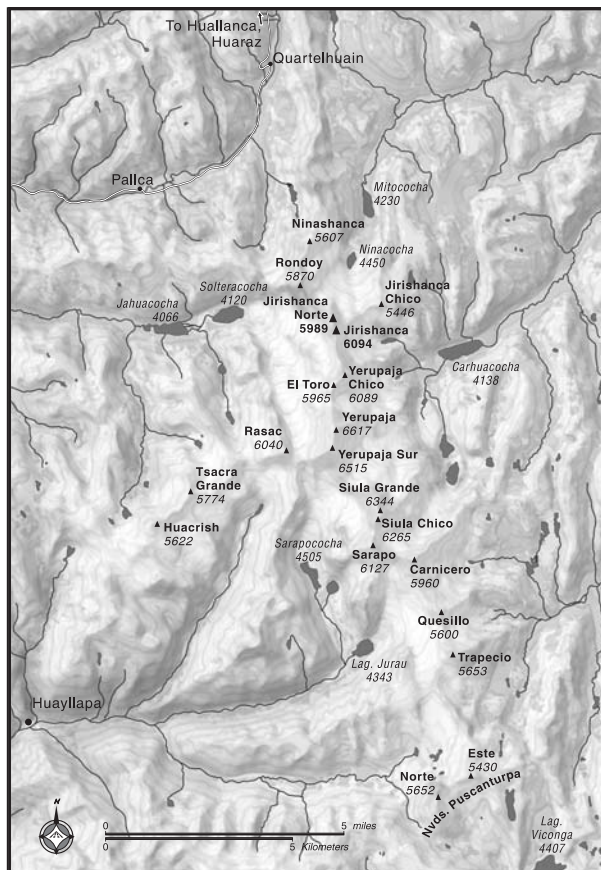 To Huallanca,
Huaraz
Quartelhuain
Pallca
Mitococha
4230
Ninashanca
5607
Ninacocha
4450
Rondoy
5870
Solteracocha
4120
Jahuacocha
4066
Jirishanca
Chico
5446
Jirishanca
Norte
5989
Jirishanca
6094
Carhuacocha
4138
Yerupaja
Chico
6089
El Toro
5965
Yerupaja
6617
Rasac
6040
Yerupaja Sur
6515
Tsacra
Grande
5774
Siula Grande
6344
Siula Chico
6265
Huacrish
5622
Sarapococha
4505
Sarapo
6127
Carnicero
5960
Quesillo
5600
Trapecio
5653
Lag. Jurau
4343
Huayllapa
Este
5430
Norte
5652
Nvds. Puscanturpa
N
0 5 miles
0 5 Kilometers
Lag.
Viconga
4407